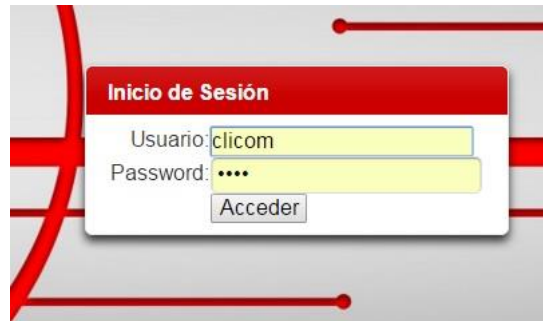 Inicio de Sesión
Usuario: clicom
Password: ••••
Acceder